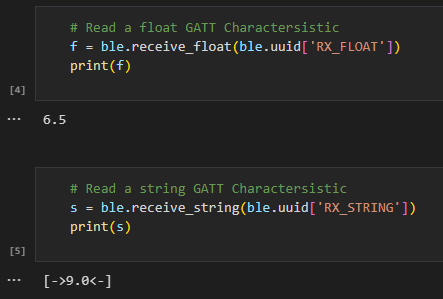 # Read a float GATT Charactersistic
f = ble.receive_float(ble.uuid['RX_FLOAT'])
print(f)
[4]
... 6.5
# Read a string GATT Charactersistic
s = ble.receive_string(ble.uuid['RX_STRING'])
print(s)
[5]
... [->9.0<-]